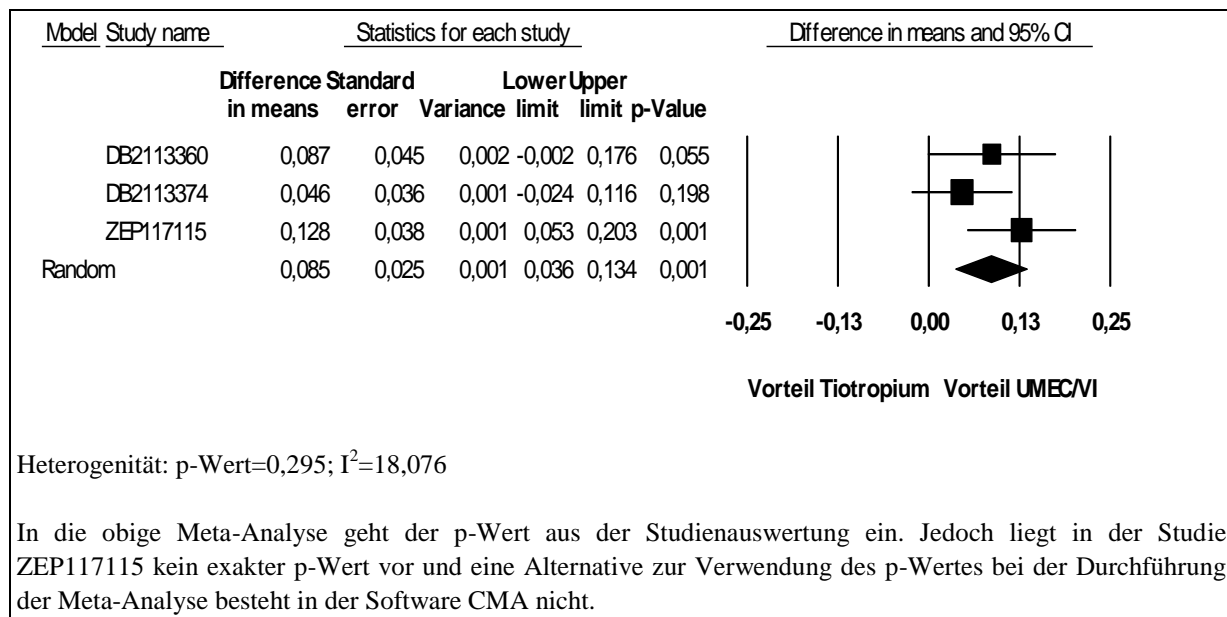 Model Study name Statistics for each study Difference in means and 95% CI
Difference Standard Lower Upper
in means error Variance limit limit p-Value
DB2113360 0,087 0,045 0,002 -0,002 0,176 0,055
DB2113374 0,046 0,036 0,001 -0,024 0,116 0,198
ZEP117115 0,128 0,038 0,001 0,053 0,203 0,001
Random 0,085 0,025 0,001 0,036 0,134 0,001
-0,25 -0,13 0,00 0,13 0,25
Vorteil Tiotropium Vorteil UMEC/VI
Heterogenität: p-Wert=0,295; I²=18,076
In die obige Meta-Analyse geht der p-Wert aus der Studienauswertung ein. Jedoch liegt in der Studie
ZEP117115 kein exakter p-Wert vor und eine Alternative zur Verwendung des p-Wertes bei der Durchführung
der Meta-Analyse besteht in der Software CMA nicht.